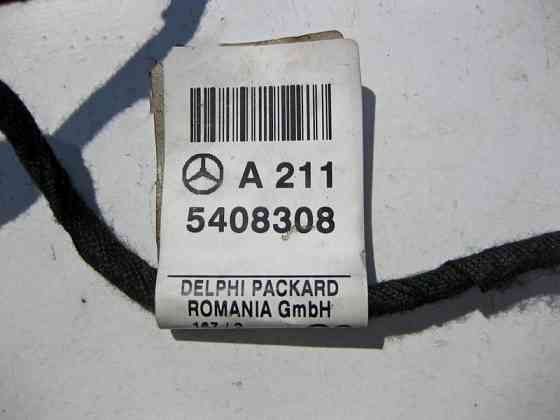 A 211
5408308
DELPHI PACKARD
ROMANIA GmbH